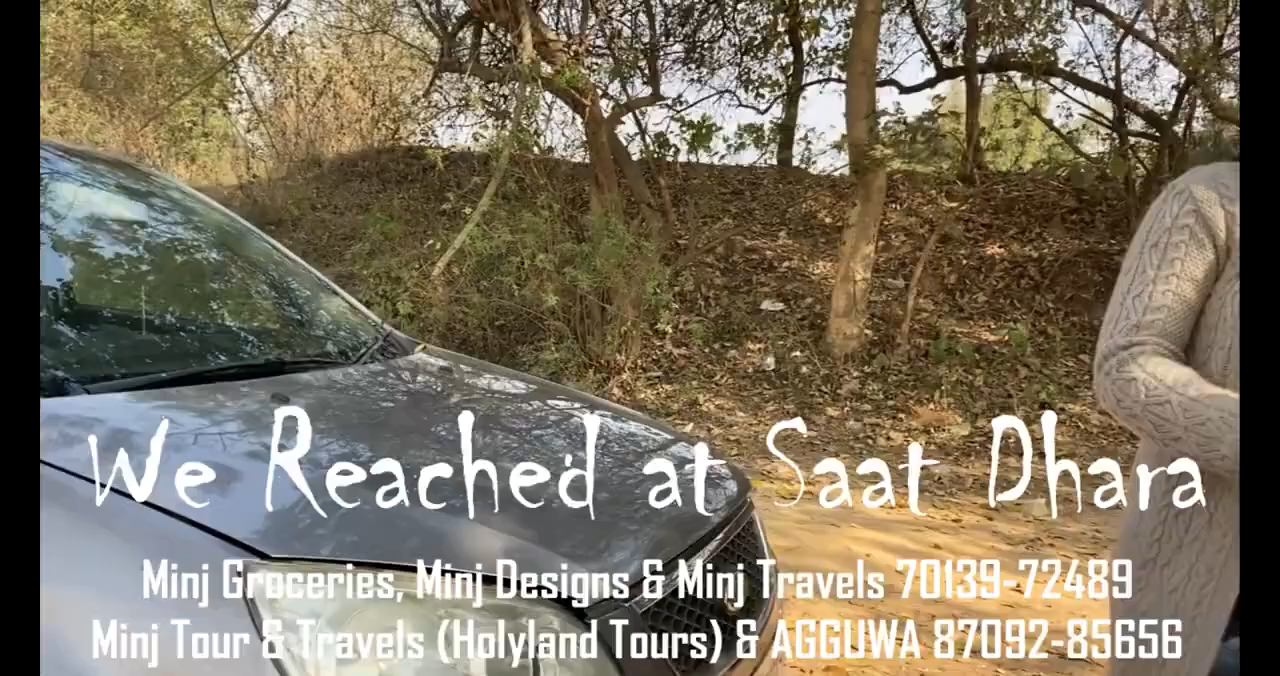 We Reached at Saat Dhara
Minj Groceries, Minj Designs & Minj Travels 70139-72489
Minj Tour & Travels (Holyland Tours) & AGGUWA 87092-85656